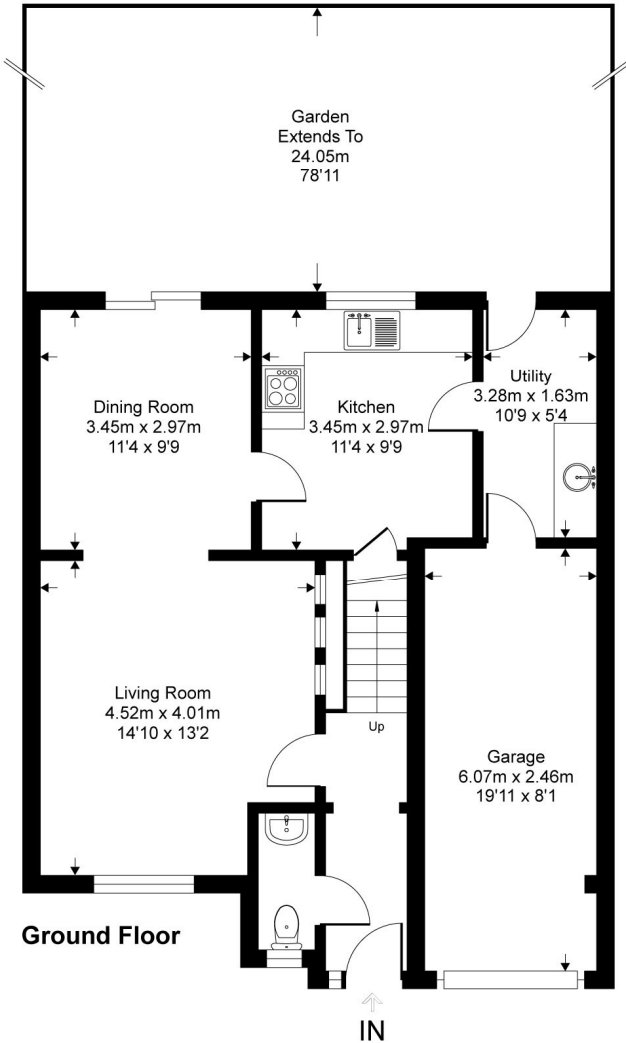 Garden
Extends To
24.05m
78'11
Dining Room
3.45m x 2.97m
11'4 x 9'9
Kitchen
3.45m x 2.97m
11'4 x 9'9
Utility
3.28m x 1.63m
10'9 x 5'4
Living Room
4.52m x 4.01m
14'10 x 13'2
Up
Garage
6.07m x 2.46m
19'11 x 8'1
Ground Floor
IN